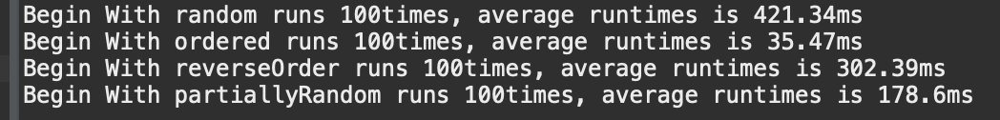 Begin With random runs 100times, average runtimes is 421.34ms
Begin With ordered runs 100times, average runtimes is 35.47ms
Begin With reverseOrder runs 100times, average runtimes is 302.39ms
Begin With partiallyRandom runs 100times, average runtimes is 178.6ms